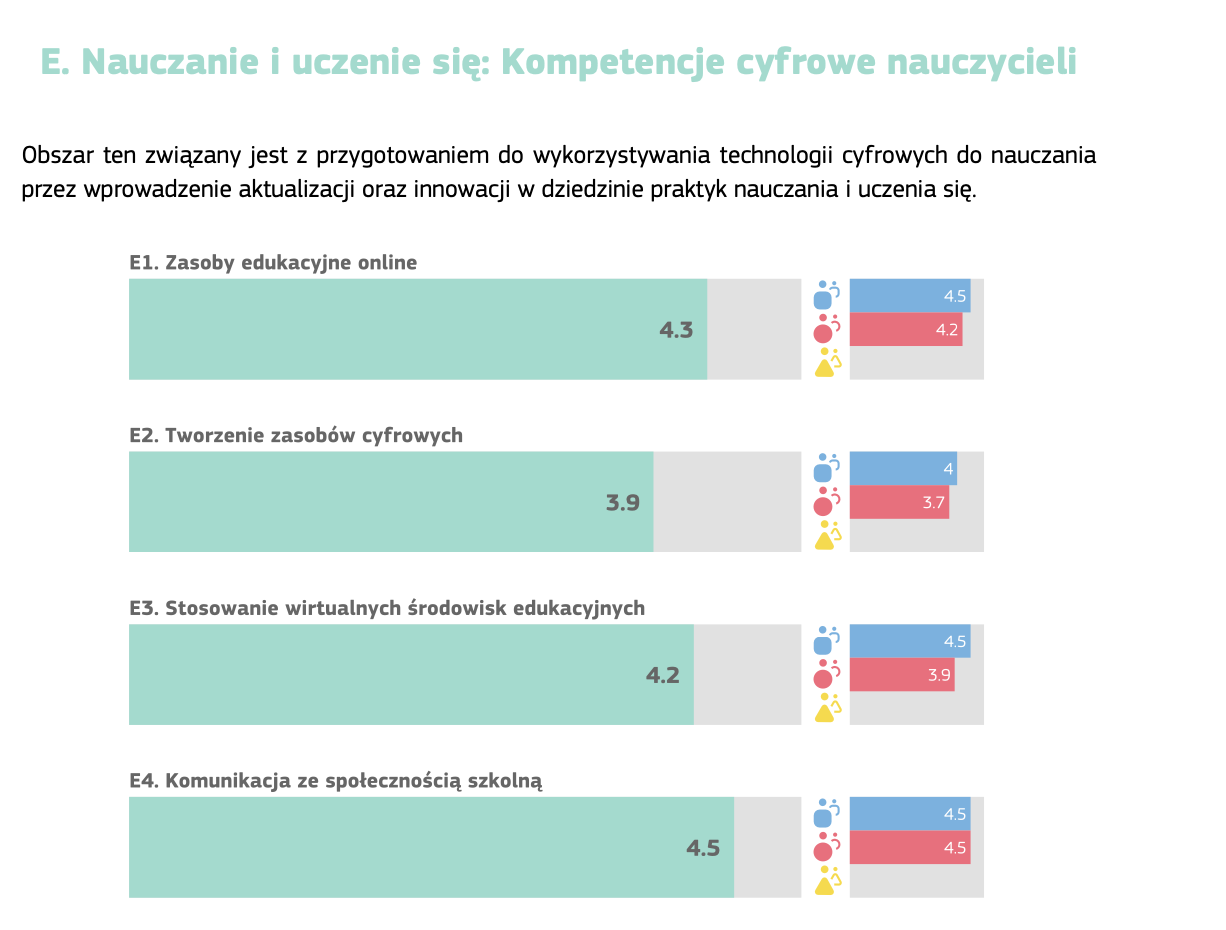 E. Nauczanie i uczenie się: Kompetencje cyfrowe nauczycieli
Obszar ten związany jest z przygotowaniem do wykorzystywania technologii cyfrowych do nauczania
przez wprowadzenie aktualizacji oraz innowacji w dziedzinie praktyk nauczania i uczenia się.
E1. Zasoby edukacyjne online
4.3
4.5
4.2
E2. Tworzenie zasobów cyfrowych
3.9
4
3.7
E3. Stosowanie wirtualnych środowisk edukacyjnych
4.2
4.5
3.9
E4. Komunikacja ze społecznością szkolną
4.5
4.5
4.5